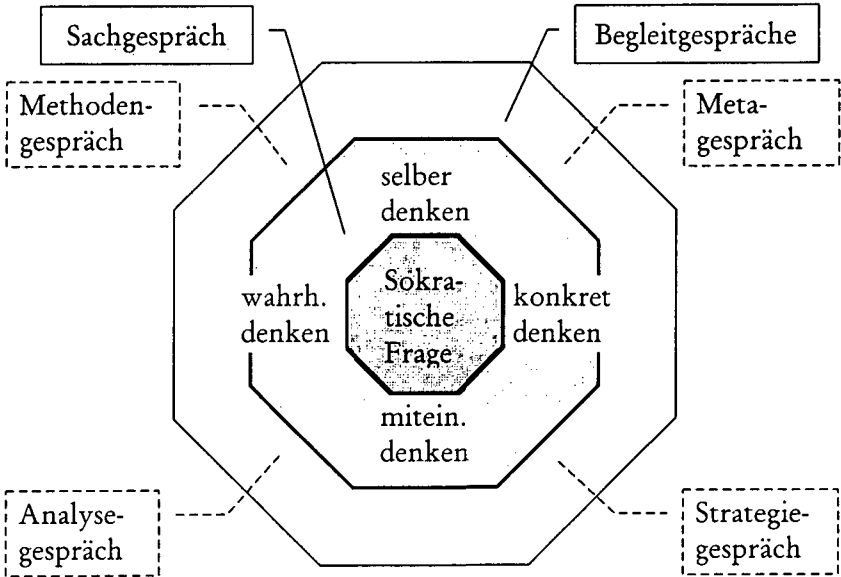 Sachgespräch
Begleitgespräche
Methoden-
gespräch
Meta-
gespräch
selber
denken
wahrh.
denken
Sokra-
tische
Frage
konkret
denken
mitein.
denken
Analyse-
gespräch
Strategie-
gespräch